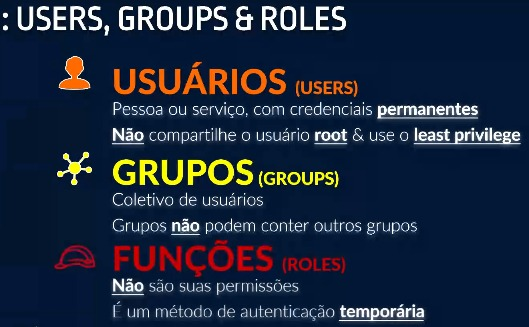 : USERS, GROUPS & ROLES
USUÁRIOS (USERS)
Pessoa ou serviço, com credenciais permanentes
Não compartilhe o usuário root & use o least privilege
GRUPOS (GROUPS)
Coletivo de usuários
Grupos não podem conter outros grupos
FUNÇÕES (ROLES)
Não são suas permissões
É um método de autenticação temporária